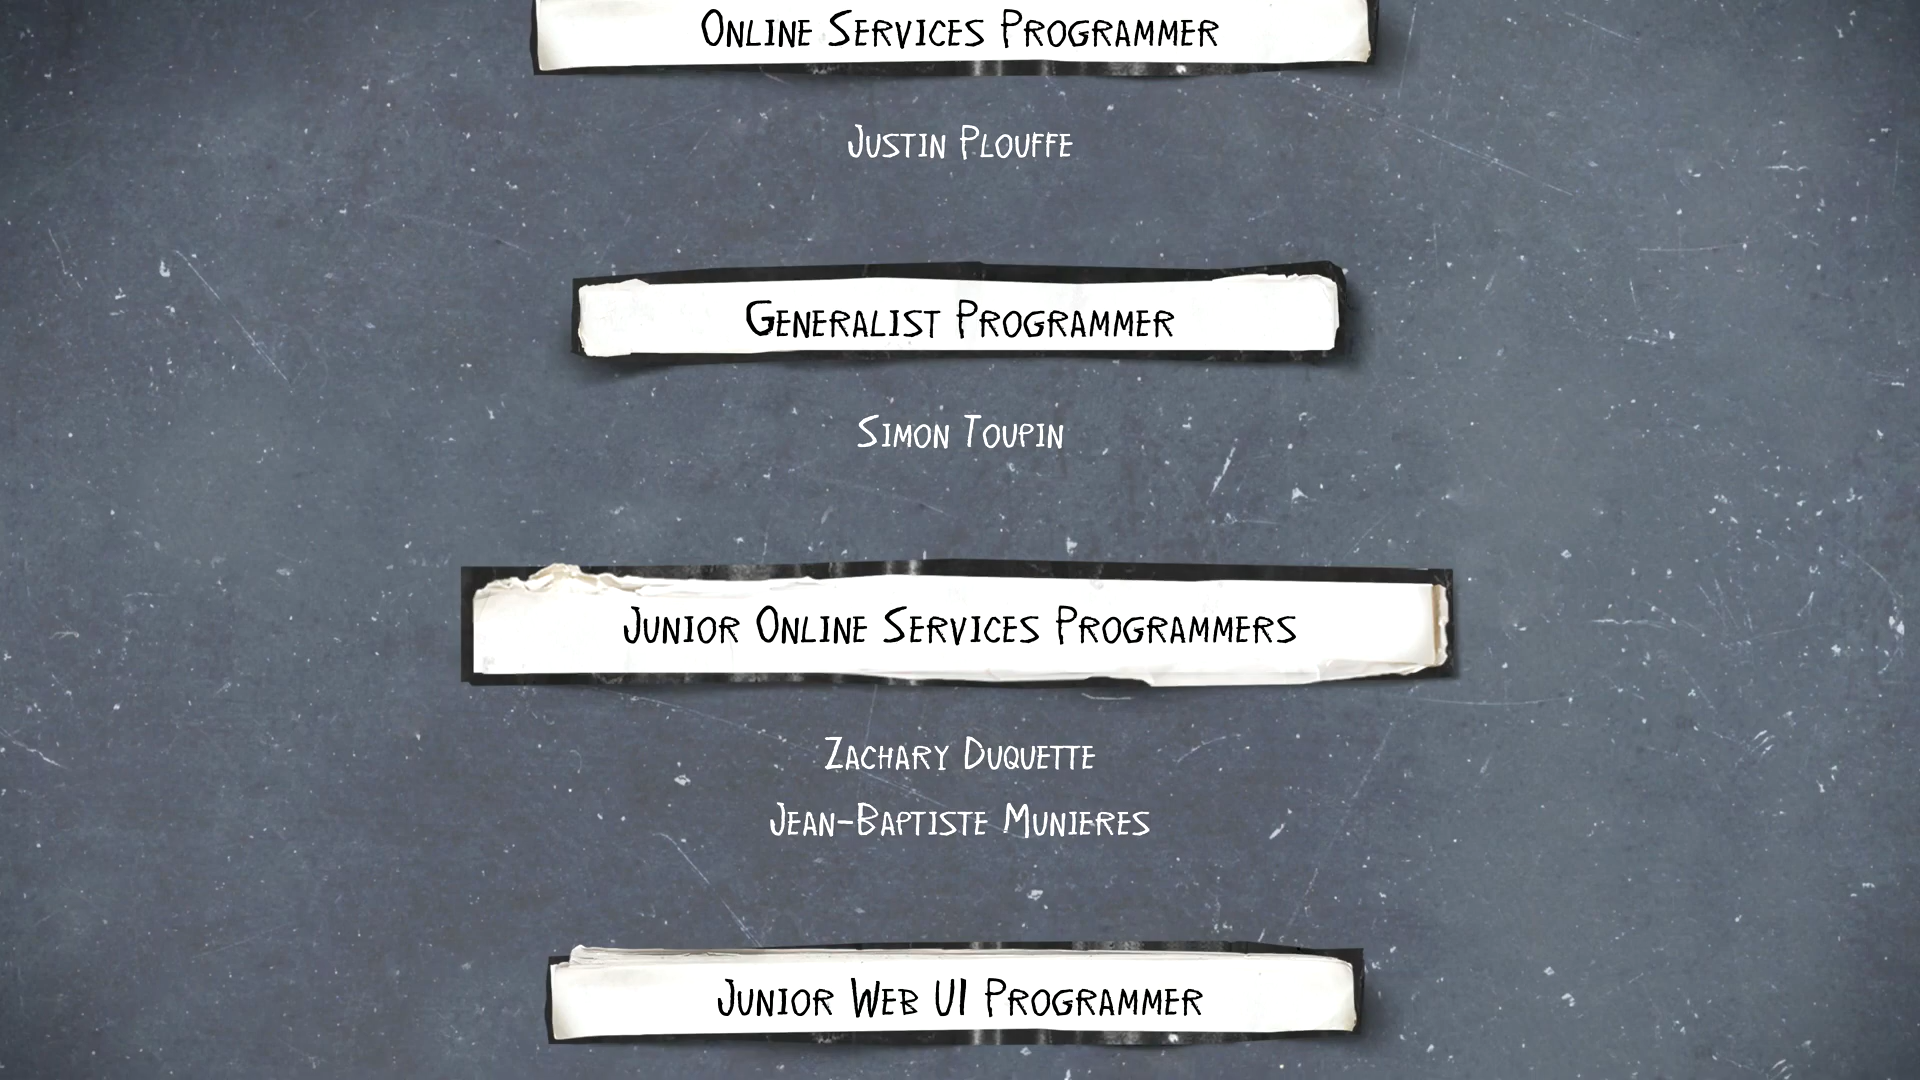 Online Services Programmer
Justin Plouffe
Generalist Programmer
Simon Toupin
Junior Online Services Programmers
Zachary Duquette
Jean-Baptiste Munieres
Junior Web UI Programmer